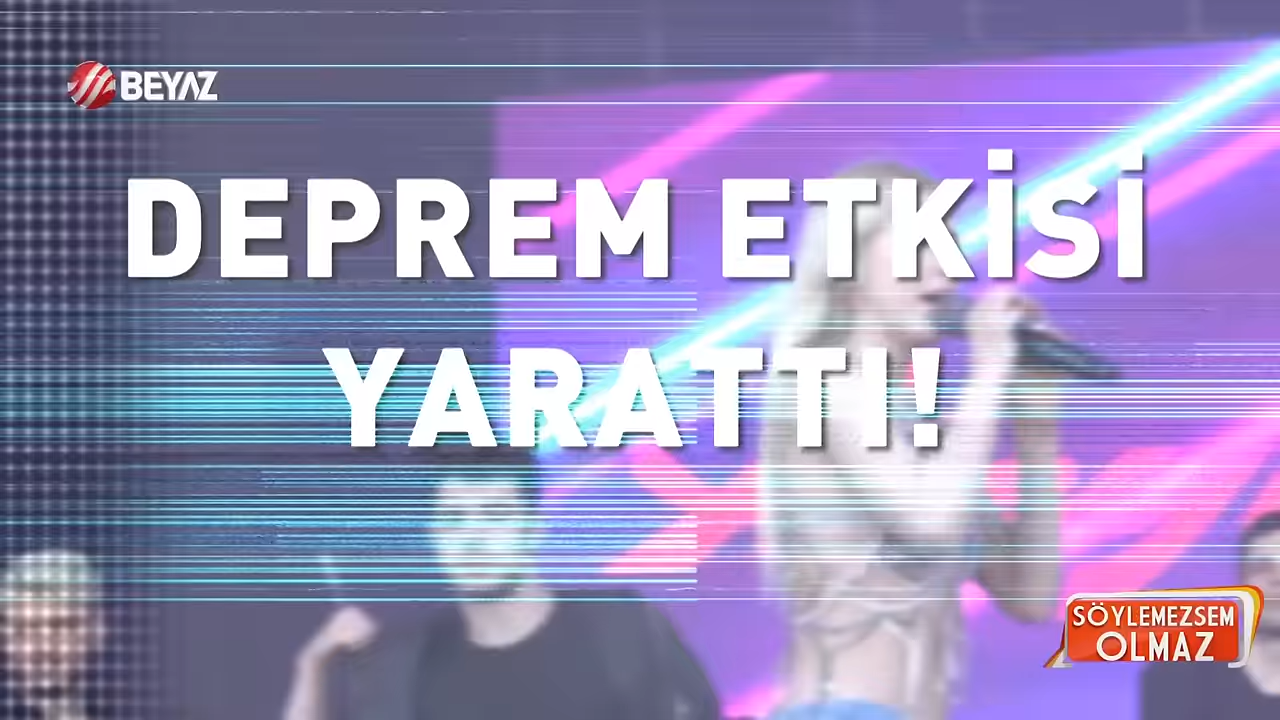 BEYAZ
DEPREM ETKİSİ
YARATTI!
SÖYLEMEZSEM
OLMAZ